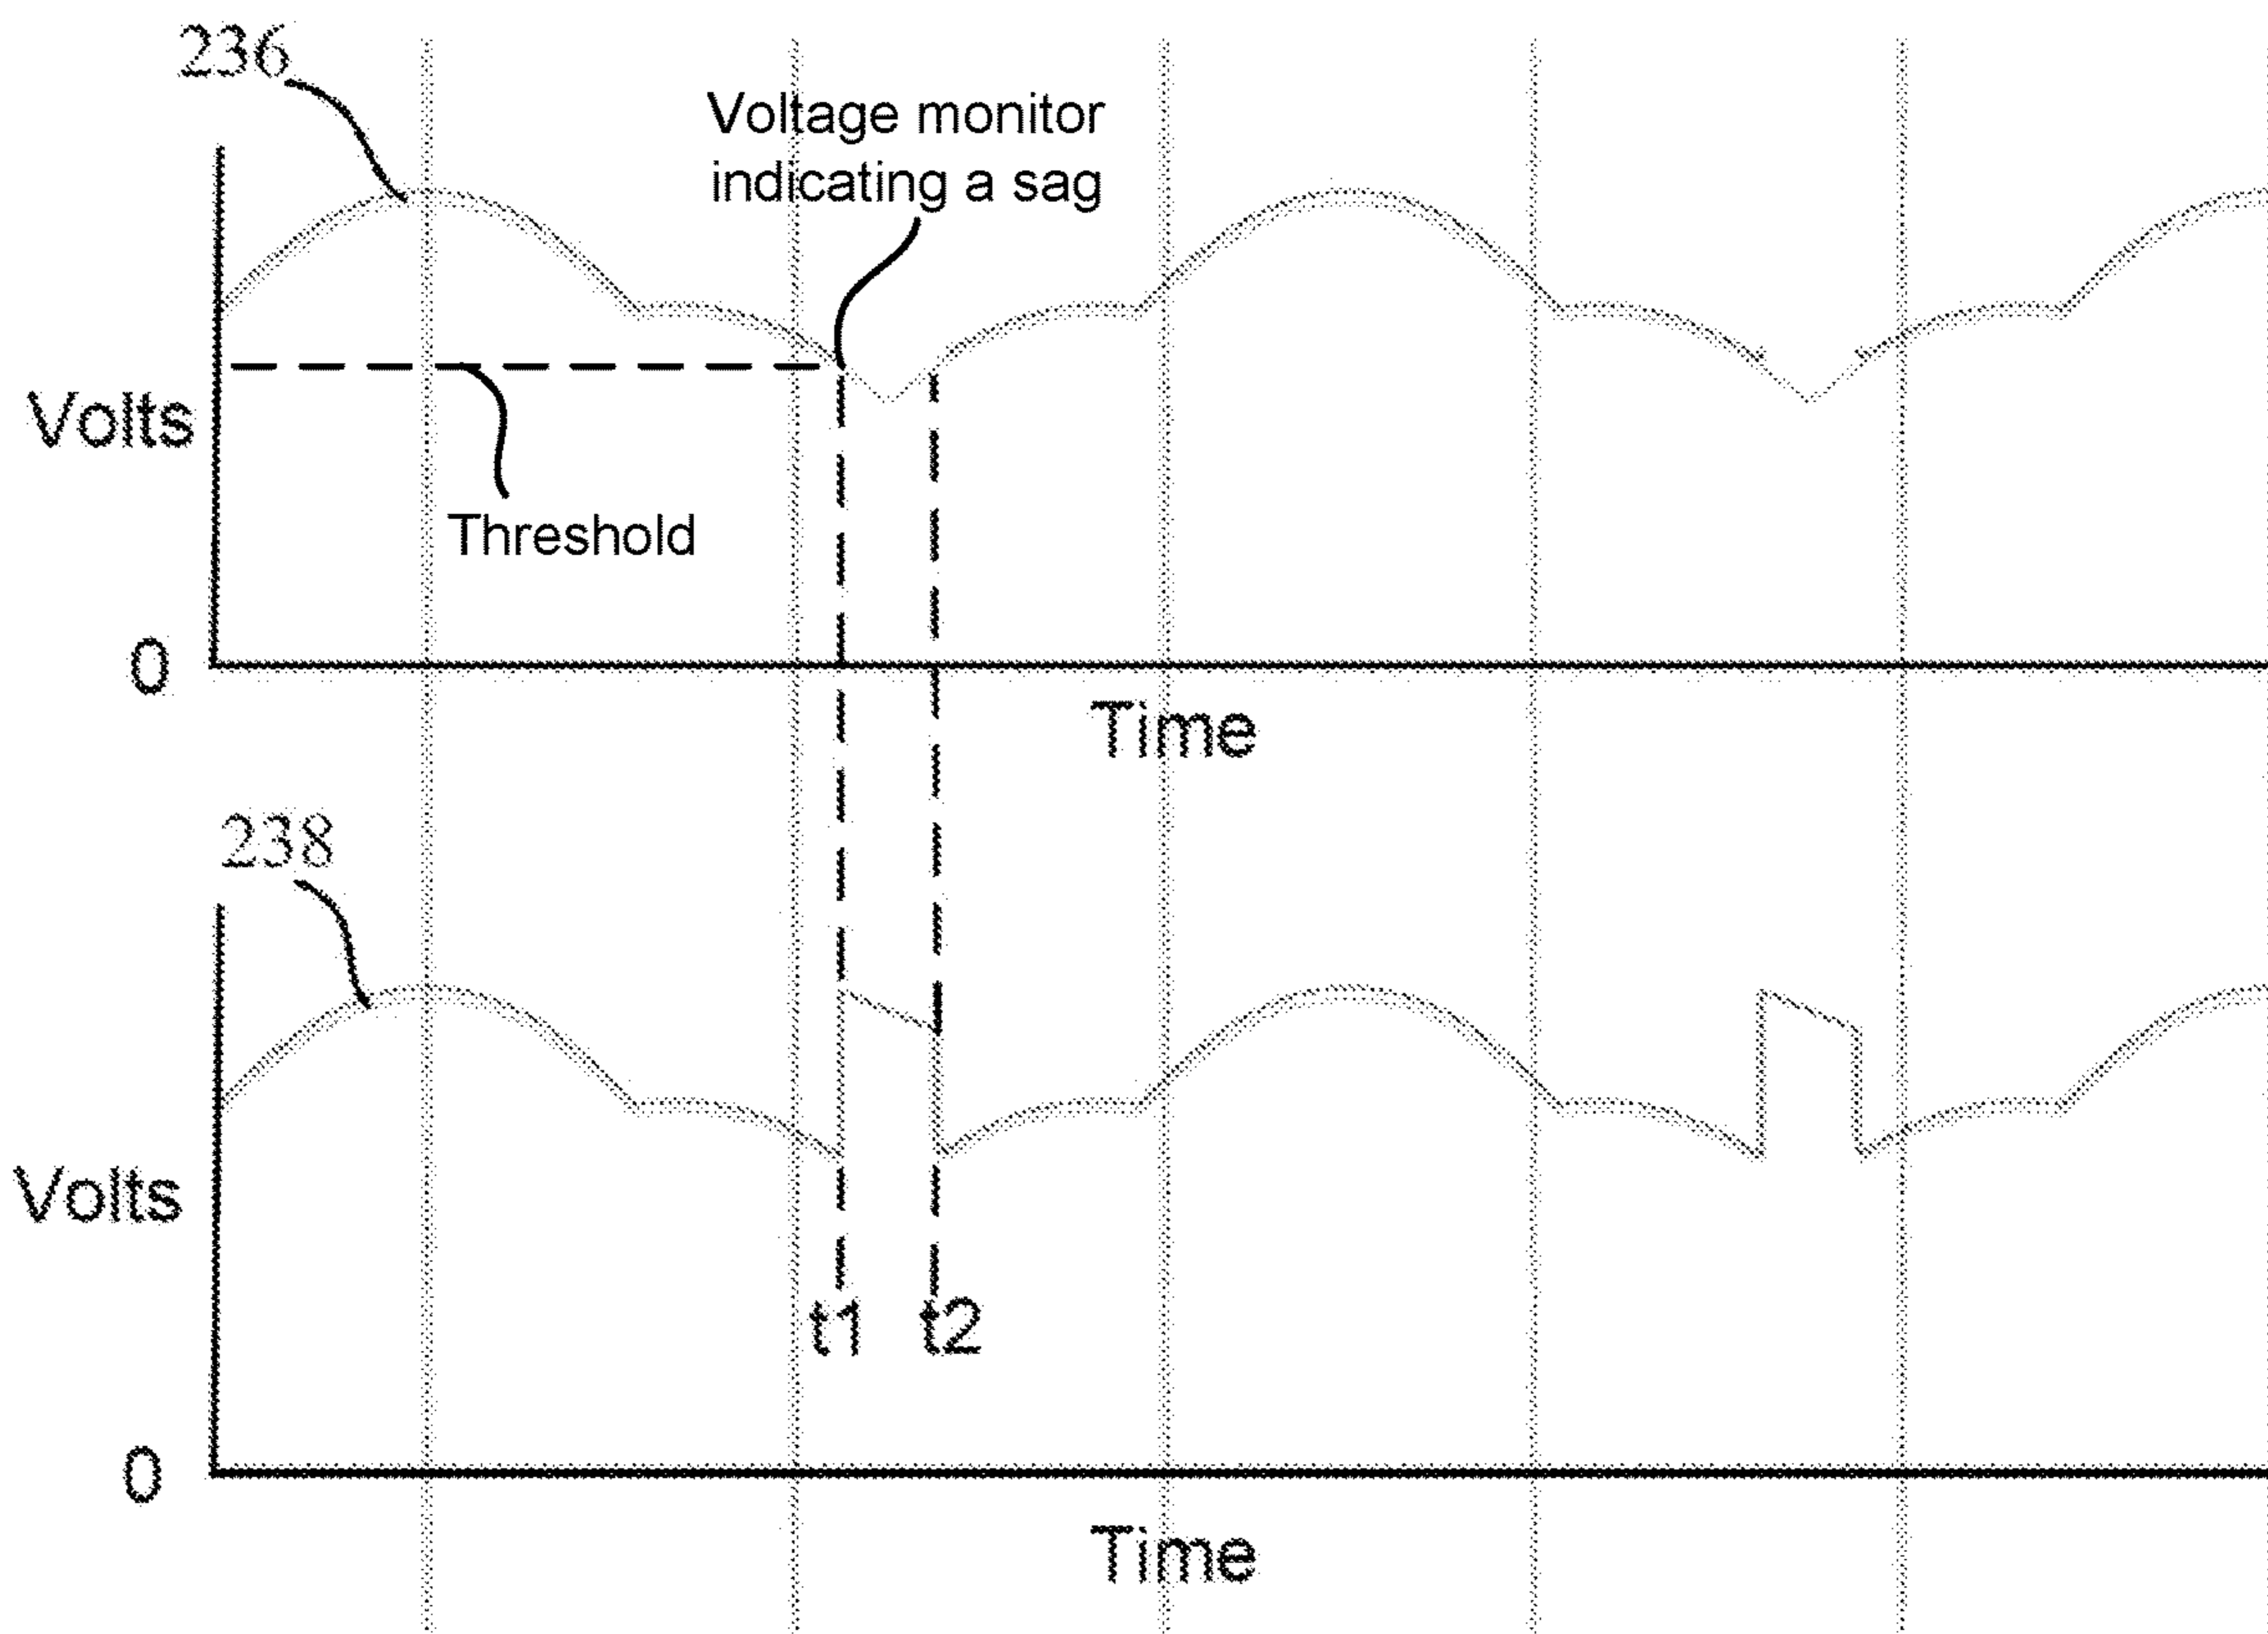 236
Voltage monitor
indicating a sag
Volts
Threshold
0
Time
238
Volts
t1 t2
0
Time